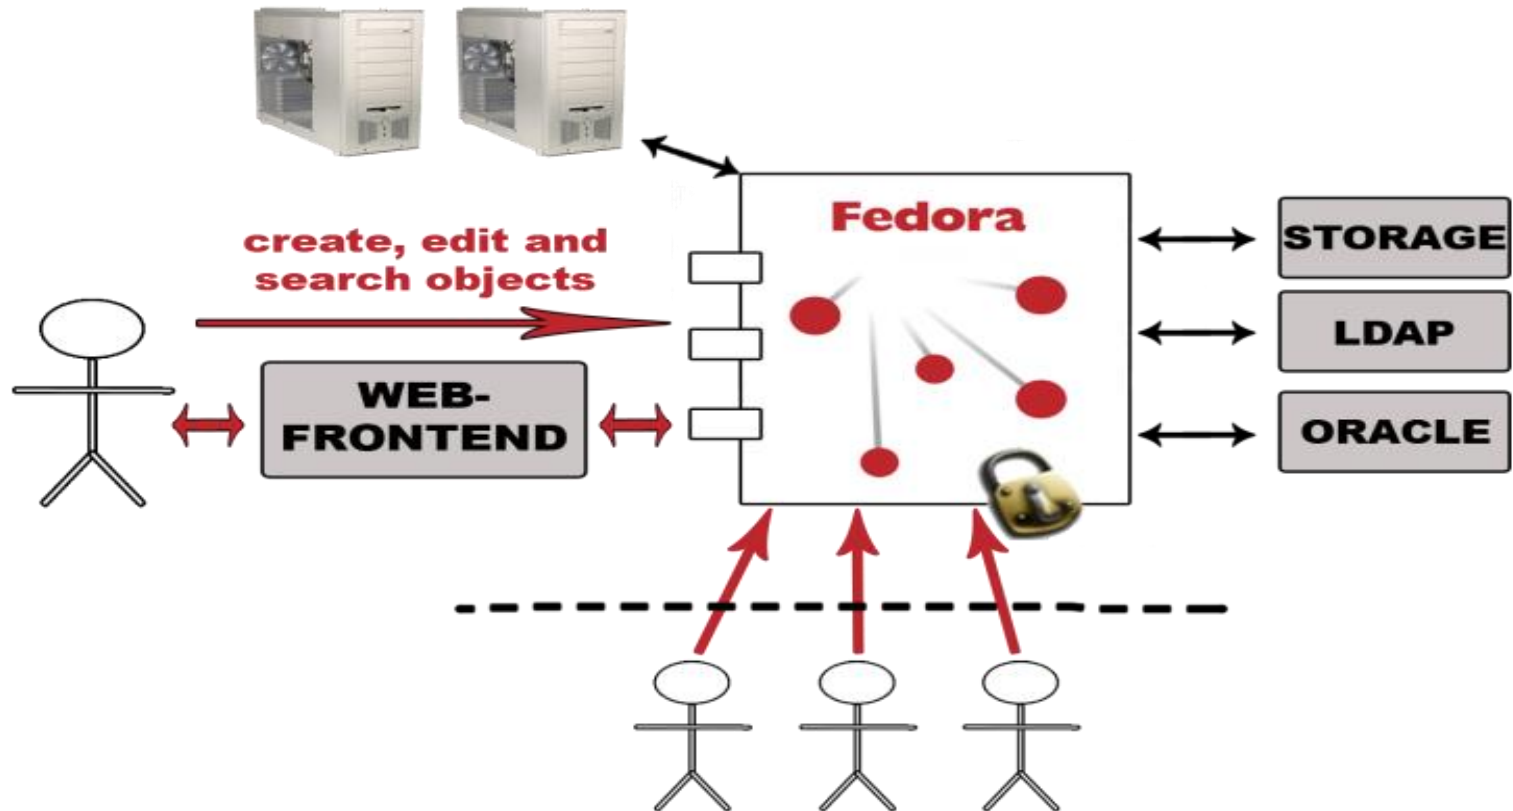 Fedora
create, edit and
search objects
STORAGE
LDAP
WEB-
FRONTEND
ORACLE